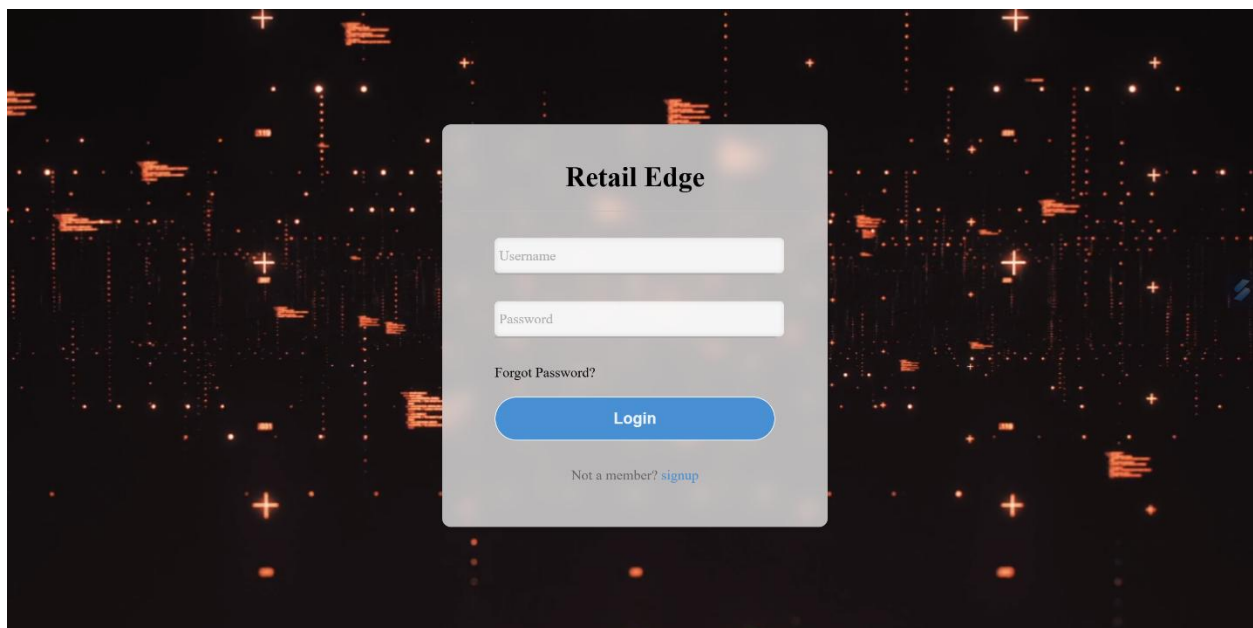 Retail Edge
Username
Password
Forgot Password?
Login
Not a member? signup